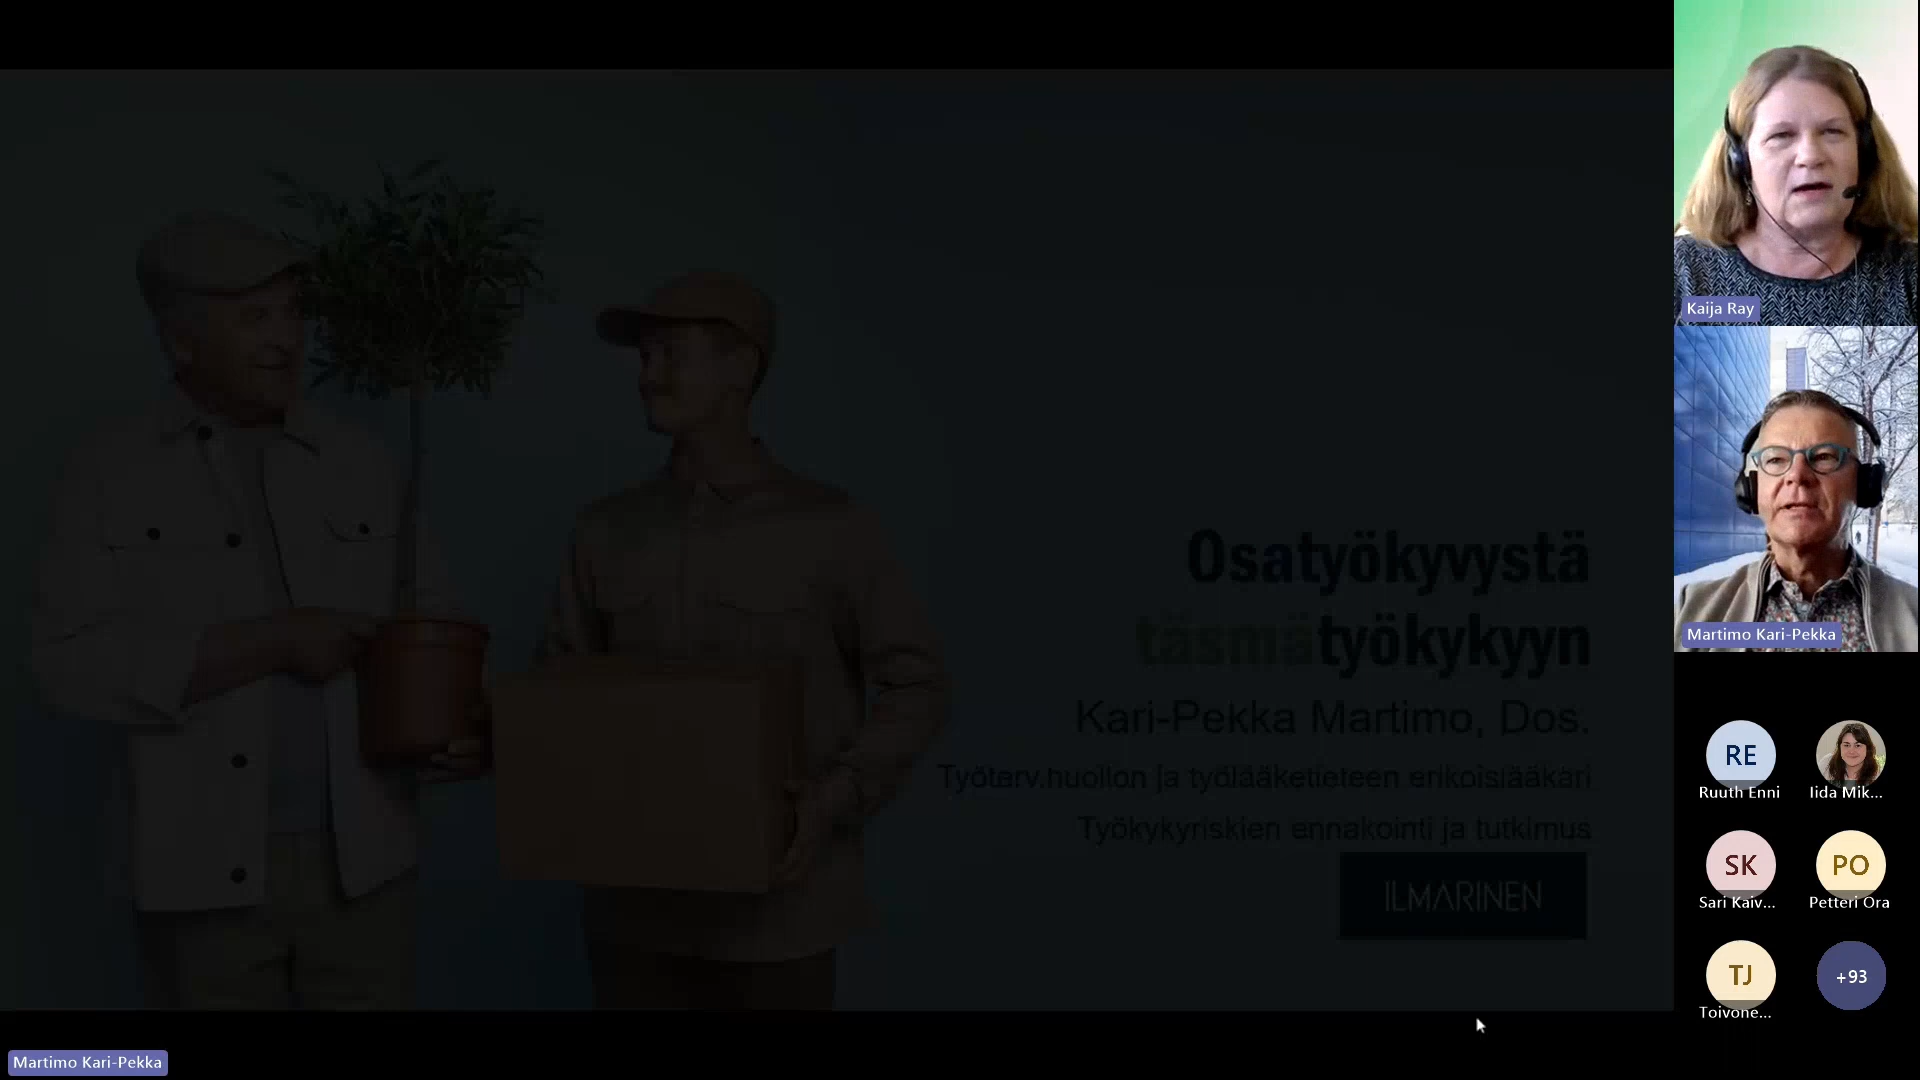 Osatyökyvystä
täsmätyökykyyn
Kari-Pekka Martimo, Dos.
Työterv.huollon ja työlääketieteen erikoislääkäri
Työkykyriskien ennakointi ja tutkimus
ILMARINEN
Martimo Kari-Pekka
Kaija Ray
Martimo Kari-Pekka
RE
Ruuth Enni
Iida Mik...
SK
Sari Kaiv...
PO
Petteri Ora
TJ
Toivone...
+93